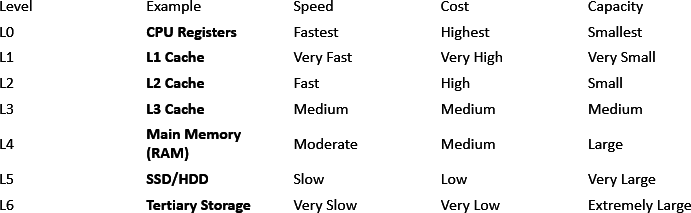 Level Example Speed Cost Capacity
L0 CPU Registers Fastest Highest Smallest
L1 L1 Cache Very Fast Very High Very Small
L2 L2 Cache Fast High Small
L3 L3 Cache Medium Medium Medium
L4 Main Memory (RAM) Moderate Medium Large
L5 SSD/HDD Slow Low Very Large
L6 Tertiary Storage Very Slow Very Low Extremely Large